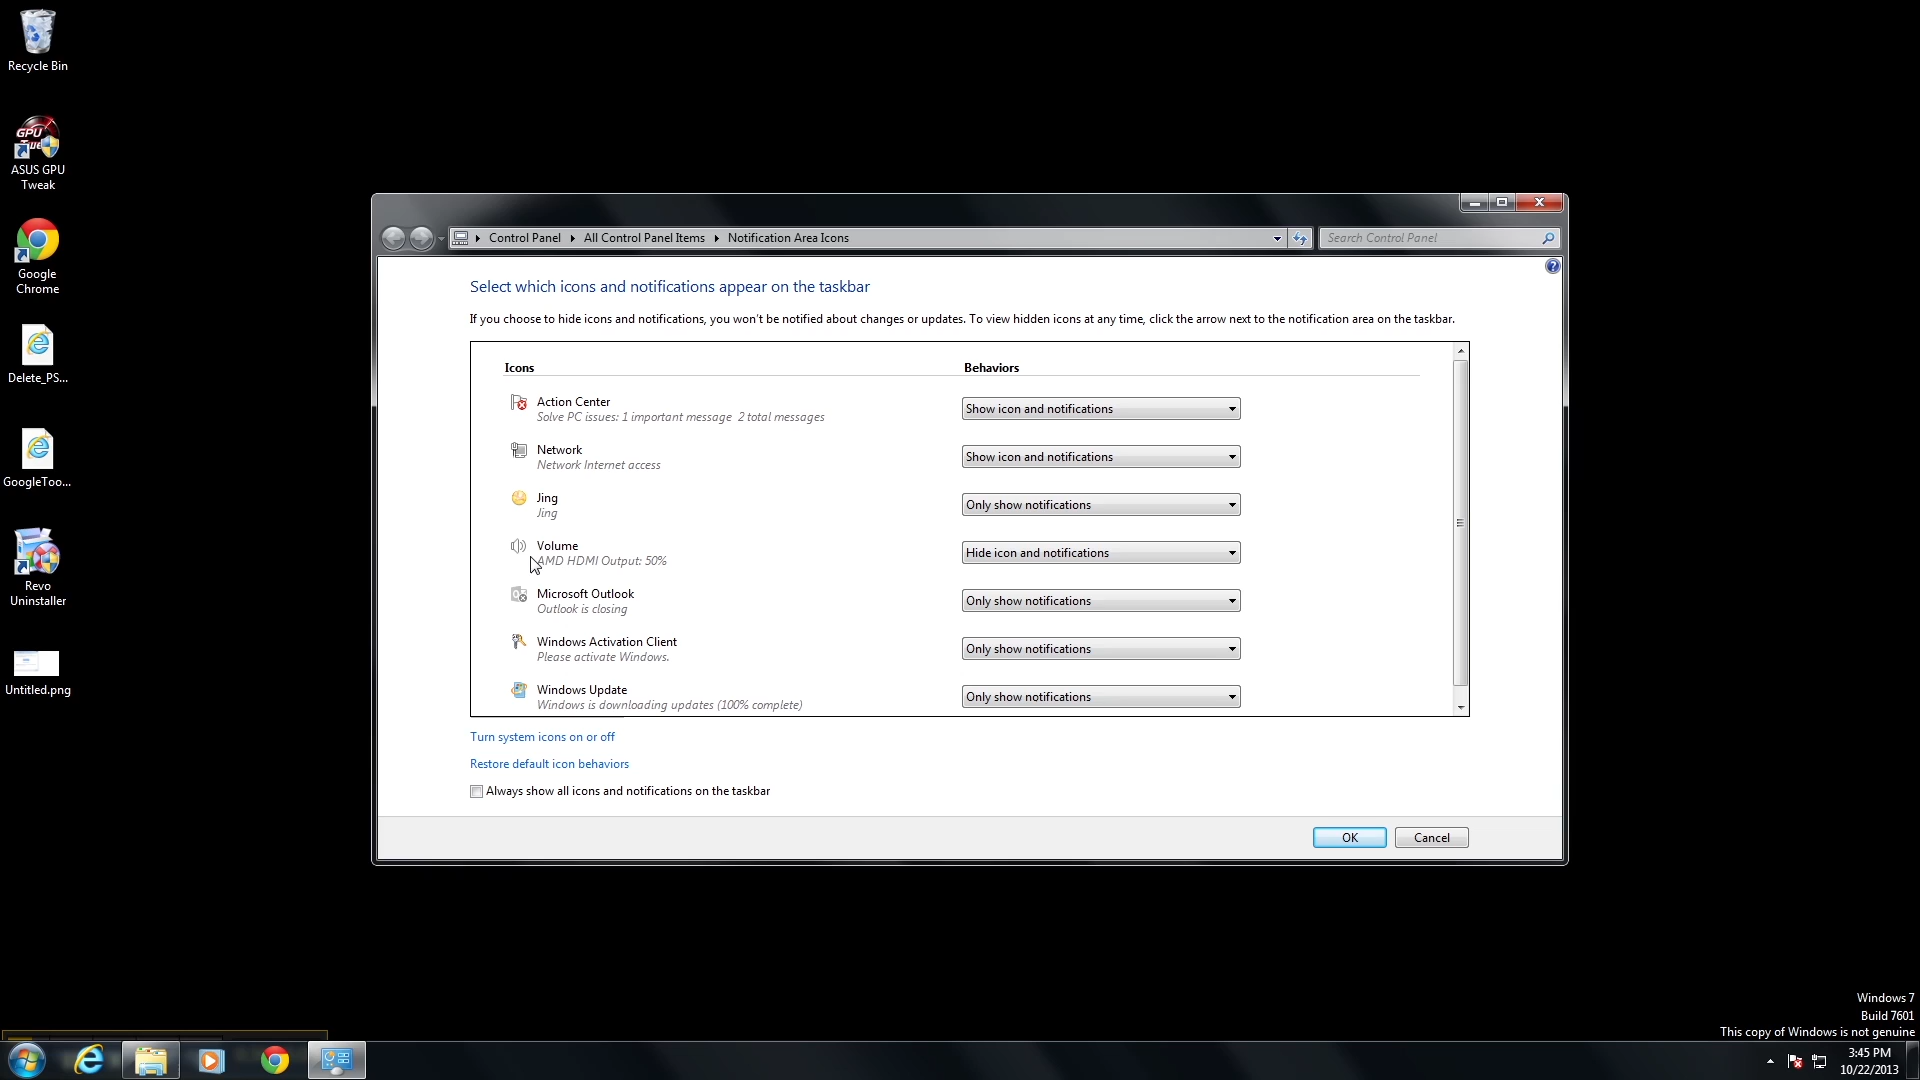 Recycle Bin
GPU
ASUS GPU
Tweak
Google
Chrome
Delete_PS...
GoogleToo...
Revo
Uninstaller
Untitled.png
Control Panel
All Control Panel Items
Notification Area Icons
Search Control Panel
Select which icons and notifications appear on the taskbar
If you choose to hide icons and notifications, you won't be notified about changes or updates. To view hidden icons at any time, click the arrow next to the notification area on the taskbar.
Icons
Behaviors
Action Center
Solve PC issues: 1 important message 2 total messages
Show icon and notifications
Network
Network Internet access
Show icon and notifications
Jing
Jing
Only show notifications
Volume
AMD HDMI Output: 50%
Hide icon and notifications
Microsoft Outlook
Outlook is closing
Only show notifications
Windows Activation Client
Please activate Windows.
Only show notifications
Windows Update
Windows is downloading updates (100% complete)
Only show notifications
Turn system icons on or off
Restore default icon behaviors
Always show all icons and notifications on the taskbar
OK
Cancel
Windows 7
Build 7601
This copy of Windows is not genuine
3:45 PM
10/22/2013